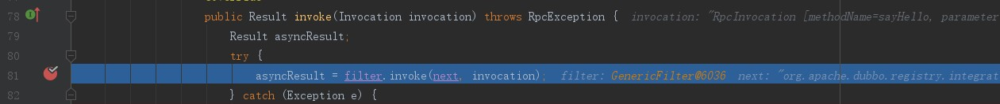 78 public Result invoke(Invocation invocation) throws RpcException { invocation: "RpcInvocation [methodName=sayHello, parameter
79 Result asyncResult;
80 try {
81 asyncResult = filter.invoke(next, invocation); filter: GenericFilter@6036 next: "org.apache.dubbo.registry.integrat
82 } catch (Exception e) {